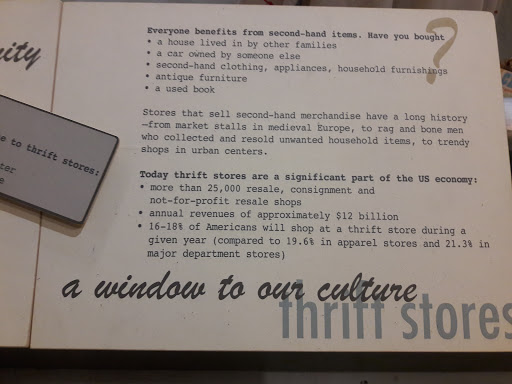 Everyone benefits from second-hand items. Have you bought ?
• a house lived in by other families
• a car owned by someone else
• second-hand clothing, appliances, household furnishings
• antique furniture
• a used book
Stores that sell second-hand merchandise have a long history
—from market stalls in medieval Europe, to rag and bone men
who collected and resold unwanted household items, to trendy
shops in urban centers.
Today thrift stores are a significant part of the US economy:
• more than 25,000 resale, consignment and
not-for-profit resale shops
• annual revenues of approximately $12 billion
• 16-18% of Americans will shop at a thrift store during a
given year (compared to 19.6% in apparel stores and 21.3% in
major department stores)
a window to our culture
thrift stores
to thrift stores: